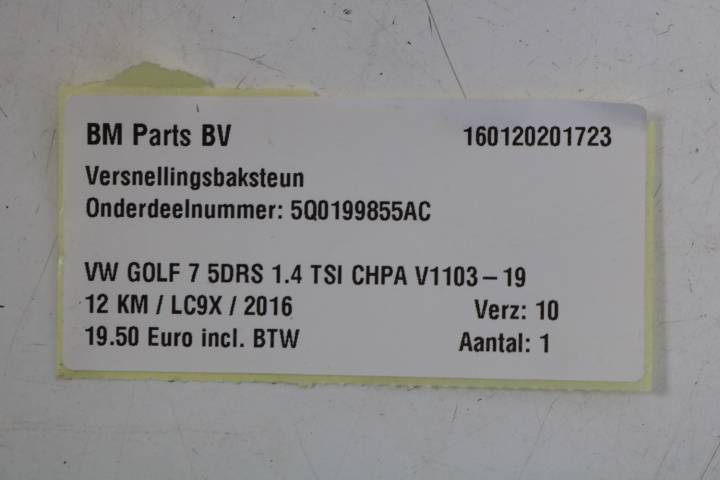 BM Parts BV 160120201723
Versnellingsbaksteun
Onderdeelnummer: 5Q0199855AC
VW GOLF 7 5DRS 1.4 TSI CHPA V1103-19
12 KM / LC9X / 2016 Verz: 10
19.50 Euro incl. BTW Aantal: 1